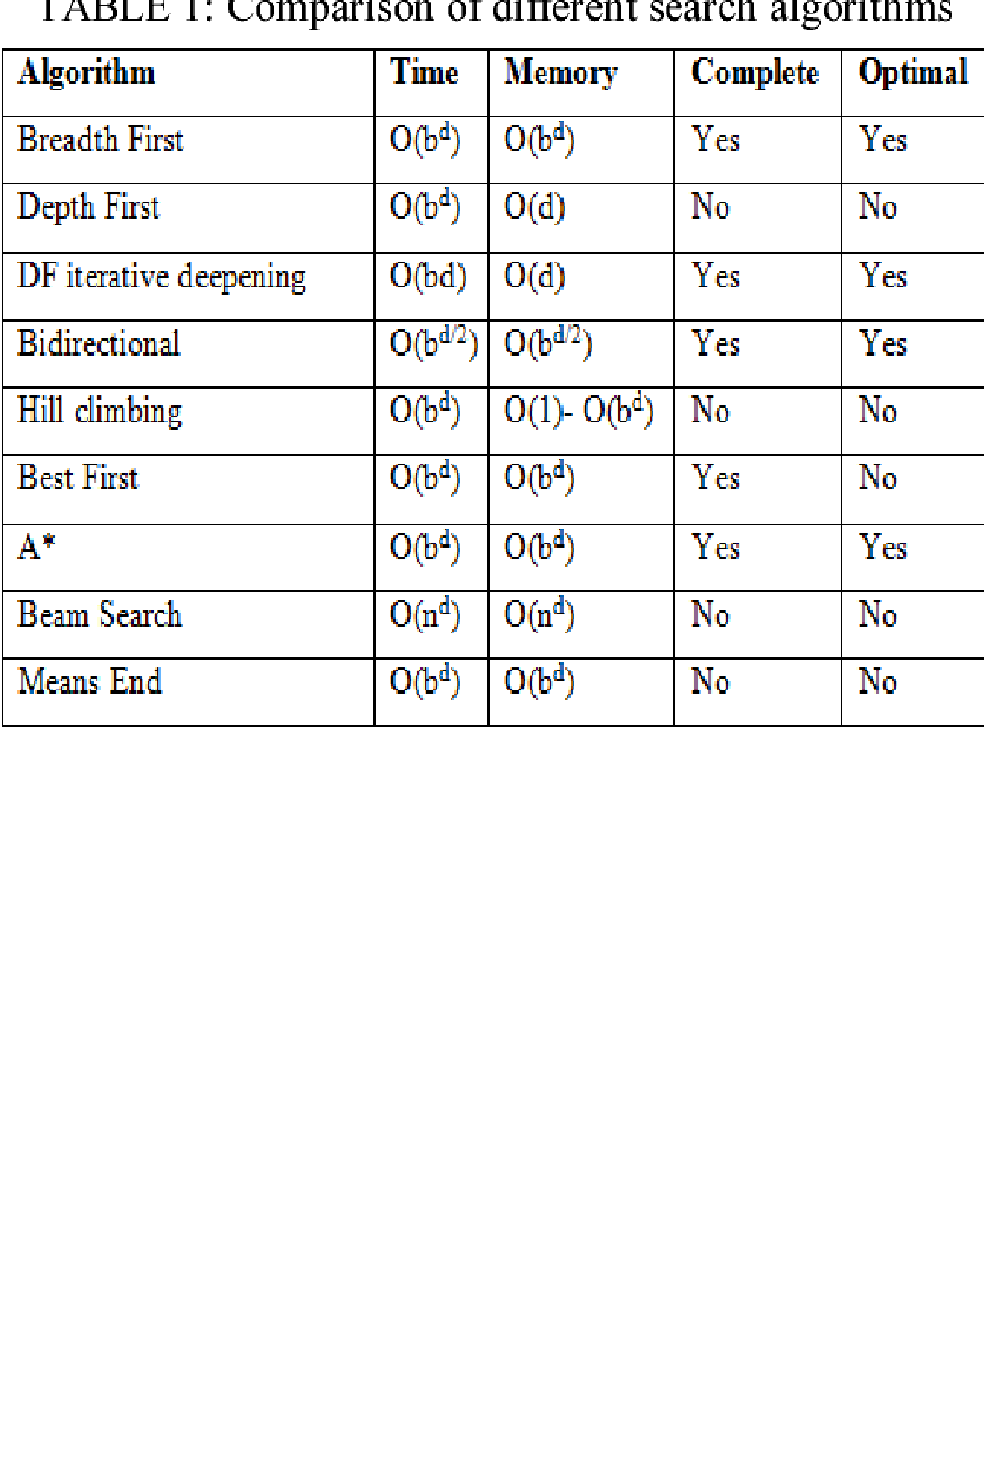 TABLE 1: Comparison of different search algorithms
Algorithm Time Memory Complete Optimal
Breadth First O(b^d) O(b^d) Yes Yes
Depth First O(b^d) O(d) No No
DF iterative deepening O(bd) O(d) Yes Yes
Bidirectional O(b^d/2) O(b^d/2) Yes Yes
Hill climbing O(b^d) O(1)- O(b^d) No No
Best First O(b^d) O(b^d) Yes No
A* O(b^d) O(b^d) Yes Yes
Beam Search O(n^d) O(n^d) No No
Means End O(b^d) O(b^d) No No